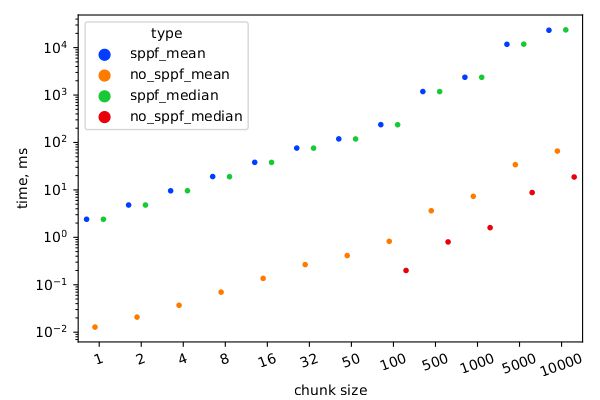 type
sppf_mean
no_sppf_mean
sppf_median
no_sppf_median
10⁴
10³
10²
10¹
10⁰
10⁻¹
10⁻²
time, ms
1 2 4 8 16 32 50 100 500 1000 5000 10000
chunk size